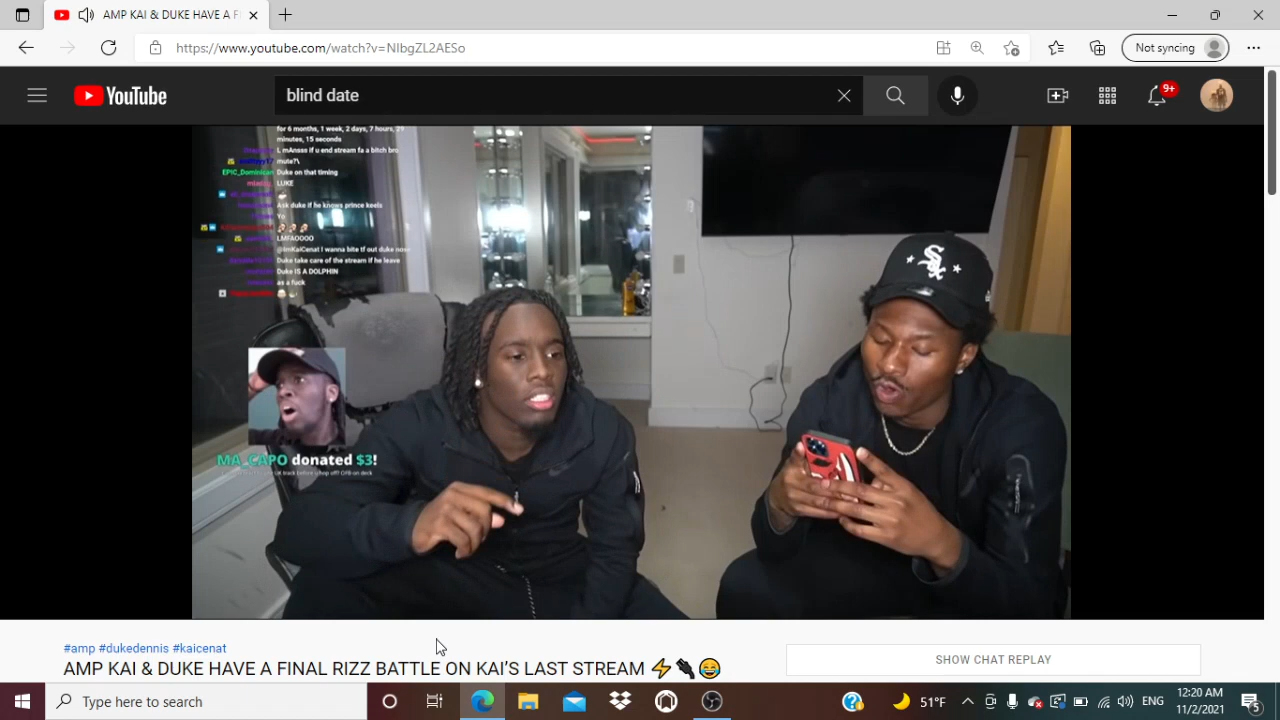 AMP KAI & DUKE HAVE A F
https://www.youtube.com/watch?v=NIbgZL2AESo
Not syncing
YouTube
blind date
9+
for 6 months, 1 week, 2 days, 7 hours, 29
minutes, 15 seconds
L mAnsss if u end stream fa a bitch bro
mute?\
EPIC_Dominican Duke on that timing
LUKE
Ask duke if he knows prince keels
Yo
LMFAOOOO
@ImKaiCenat I wanna bite tf out duke nose
Duke take care of the stream if he leave
Duke IS A DOLPHIN
as a fuck
MA_CAPO donated $3!
#amp #dukedennis #kaicenat
AMP KAI & DUKE HAVE A FINAL RIZZ BATTLE ON KAI'S LAST STREAM
SHOW CHAT REPLAY
Type here to search
51°F
ENG
12:20 AM
11/2/2021
5